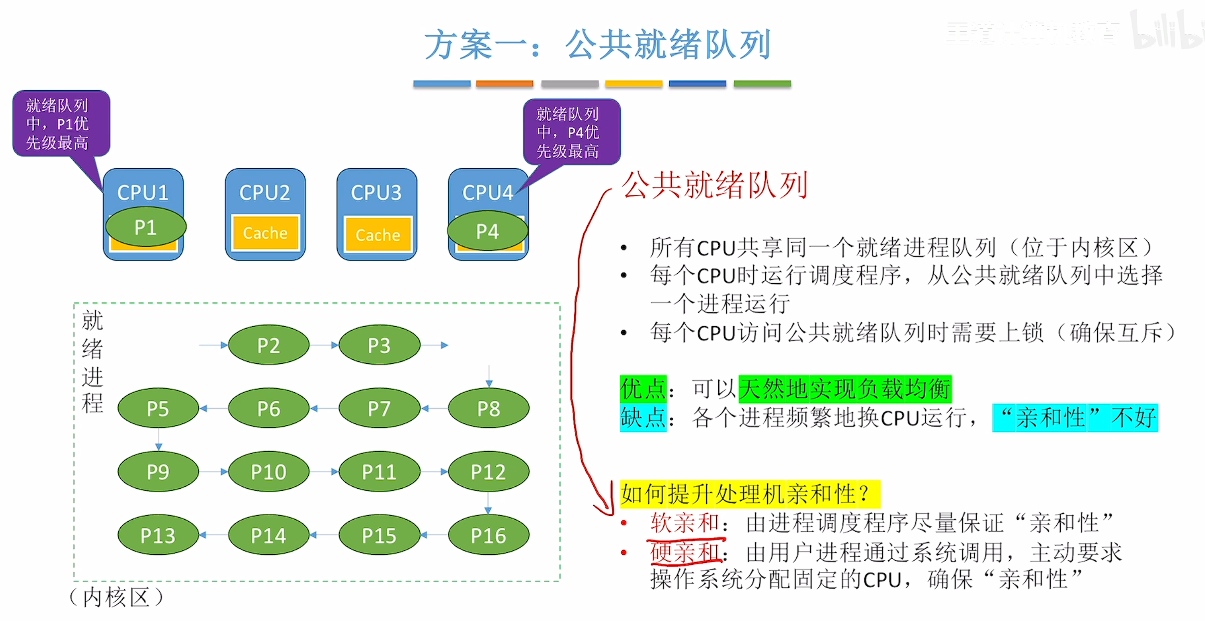 方案一：公共就绪队列
bilibi
就绪队列
中，P1优
先级最高
就绪队列
中，P4优
先级最高
CPU1
P1
CPU2
Cache
CPU3
Cache
CPU4
P4
就
绪
进
程
P2
P3
P5
P6
P7
P8
P9
P10
P11
P12
P13
P14
P15
P16
（内核区）
公共就绪队列
• 所有CPU共享同一个就绪进程队列（位于内核区）
• 每个CPU时运行调度程序，从公共就绪队列中选择
一个进程运行
• 每个CPU访问公共就绪队列时需要上锁（确保互斥）
优点：可以天然地实现负载均衡
缺点：各个进程频繁地换CPU运行，“亲和性”不好
如何提升处理机亲和性？
• 软亲和：由进程调度程序尽量保证“亲和性”
• 硬亲和：由用户进程通过系统调用，主动要求
操作系统分配固定的CPU，确保“亲和性”